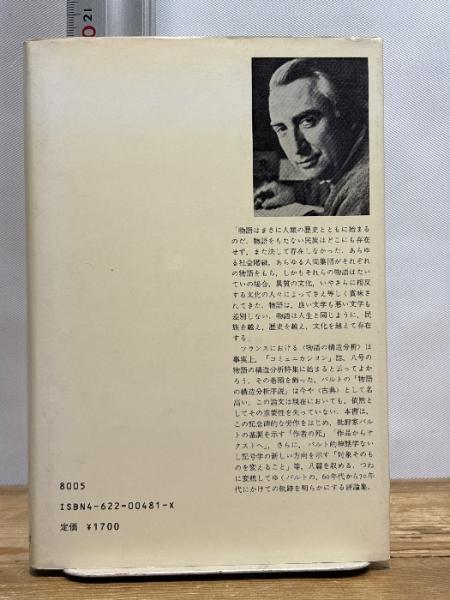 21
「物語はまさに人類の歴史とともに始まる
のだ。物語をもたない民族はどこにも存在
せず、また決して存在しなかった。あらゆ
る社会階級、あらゆる人間集団がそれぞれ
の物語をもち、しかもそれらの物語はたい
ていの場合、異質の文化、いやさらに相反
する文化の人々によってさえ等しく賞味さ
れてきた。物語は、良い文学も悪い文学も
差別しない。物語は人生と同じように、民
族を越え、歴史を越え、文化を越えて存在
する。」
フランスにおける〈物語の構造分析〉は
事実上、「コミュニカシヨン」誌、八号の
物語の構造分析特集に始まると云ってよか
ろう。その巻頭を飾った、バルトの「物語
の構造分析序説」は今や〈古典〉として名
高い。この論文は現在においても、依然と
してその重要性を失っていない。本書は、
この記念碑的な労作をはじめ、批評家バルト
の基調を示す「作者の死」「作品からテ
クストへ」、さらに、バルト的神話学ない
し記号学の新しい方向を示す「対象そのも
のを変えること」等、八篇を収める。つね
に変貌してゆくバルトの、60年代から70年
代にかけての軌跡を明らかにする評論集。
8005
ISBN4-622-00481-X
定価 ¥1700